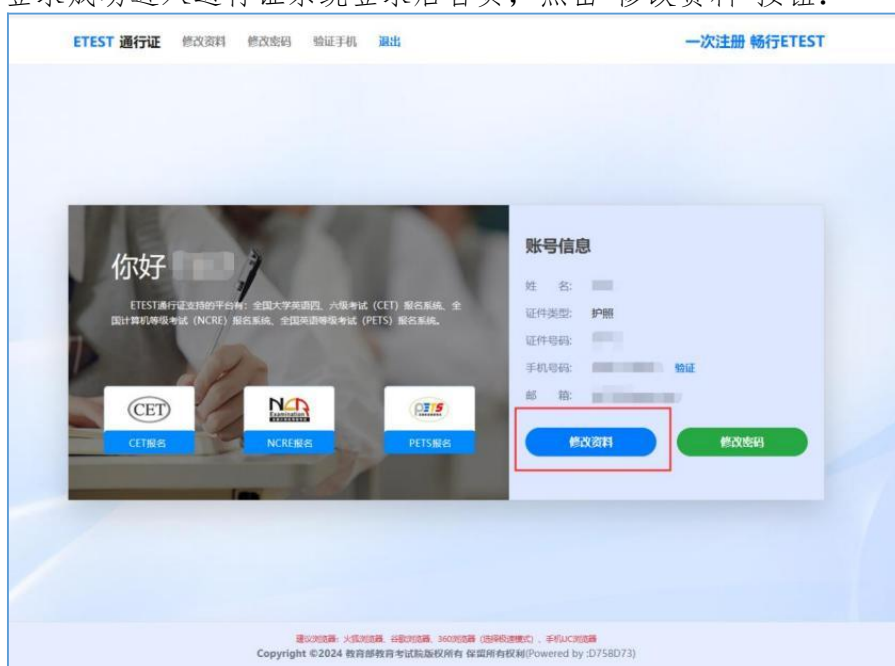 登录成功进入通行证系统登录后首页，点击“修改资料”按钮：
ETEST 通行证 修改资料 修改密码 验证手机 退出 一次注册 畅行ETEST
你好
ETEST通行证支持的平台有：全国大学英语四、六级考试（CET）报名系统、全
国计算机等级考试（NCRE）报名系统、全国英语等级考试（PETS）报名系统。
CET
CET报名
NCR
Examination
NCRE报名
PETS
PETS报名
账号信息
姓 名：
证件类型： 护照
证件号码：
手机号码： 验证
邮 箱：
修改资料 修改密码
建议浏览器：火狐浏览器、谷歌浏览器、360浏览器（选择极速模式）、手机UC浏览器
Copyright ©2024 教育部教育考试院版权所有 保留所有权利(Powered by :D758D73)